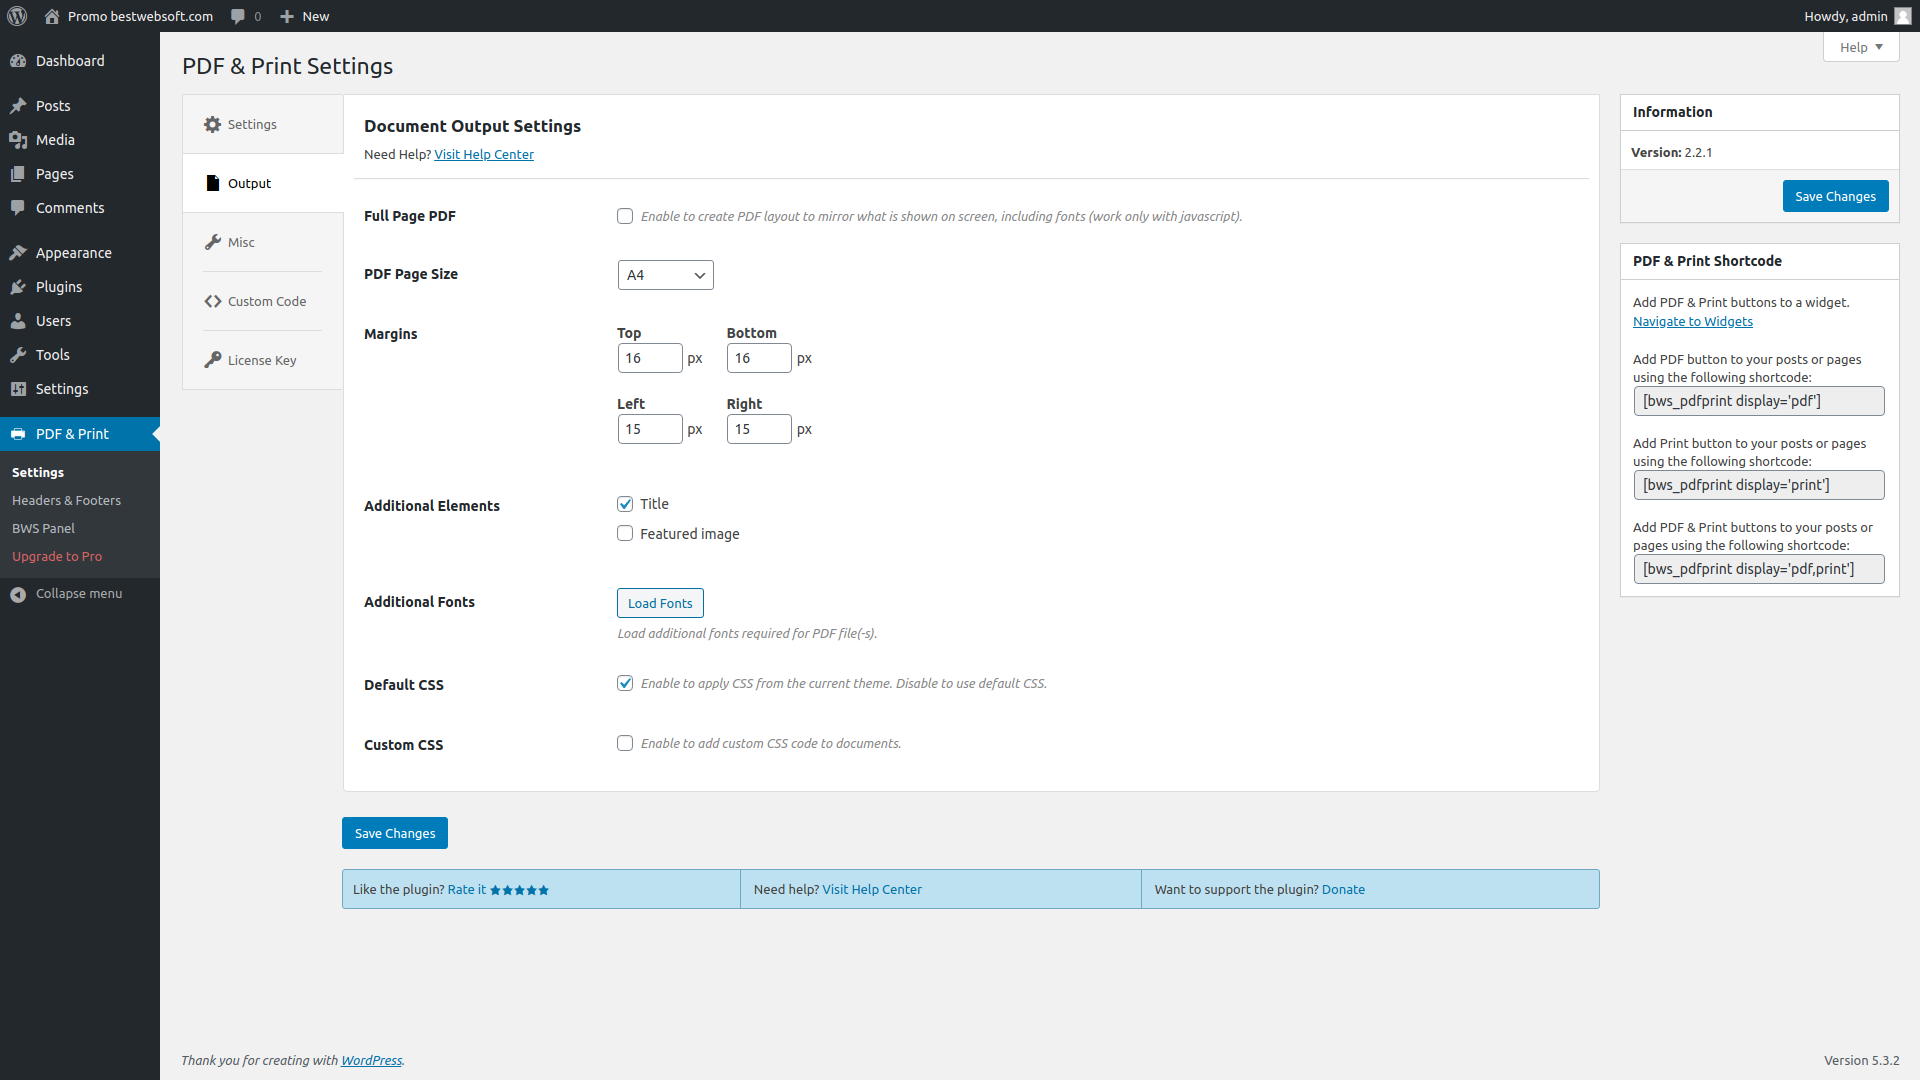 Promo bestwebsoft.com
0
New
Howdy, admin
Dashboard
Posts
Media
Pages
Comments
Appearance
Plugins
Users
Tools
Settings
PDF & Print
Settings
Headers & Footers
BWS Panel
Upgrade to Pro
Collapse menu
Help
PDF & Print Settings
Settings
Output
Misc
Custom Code
License Key
Document Output Settings
Need Help? Visit Help Center
Full Page PDF
Enable to create PDF layout to mirror what is shown on screen, including fonts (work only with javascript).
PDF Page Size
A4
Margins
Top
Bottom
16 px
16 px
Left
Right
15 px
15 px
Additional Elements
Title
Featured image
Additional Fonts
Load Fonts
Load additional fonts required for PDF file(-s).
Default CSS
Enable to apply CSS from the current theme. Disable to use default CSS.
Custom CSS
Enable to add custom CSS code to documents.
Save Changes
Like the plugin? Rate it
Need help? Visit Help Center
Want to support the plugin? Donate
Information
Version: 2.2.1
Save Changes
PDF & Print Shortcode
Add PDF & Print buttons to a widget.
Navigate to Widgets
Add PDF button to your posts or pages
using the following shortcode:
[bws_pdfprint display='pdf']
Add Print button to your posts or pages
using the following shortcode:
[bws_pdfprint display='print']
Add PDF & Print buttons to your posts or
pages using the following shortcode:
[bws_pdfprint display='pdf,print']
Thank you for creating with WordPress.
Version 5.3.2